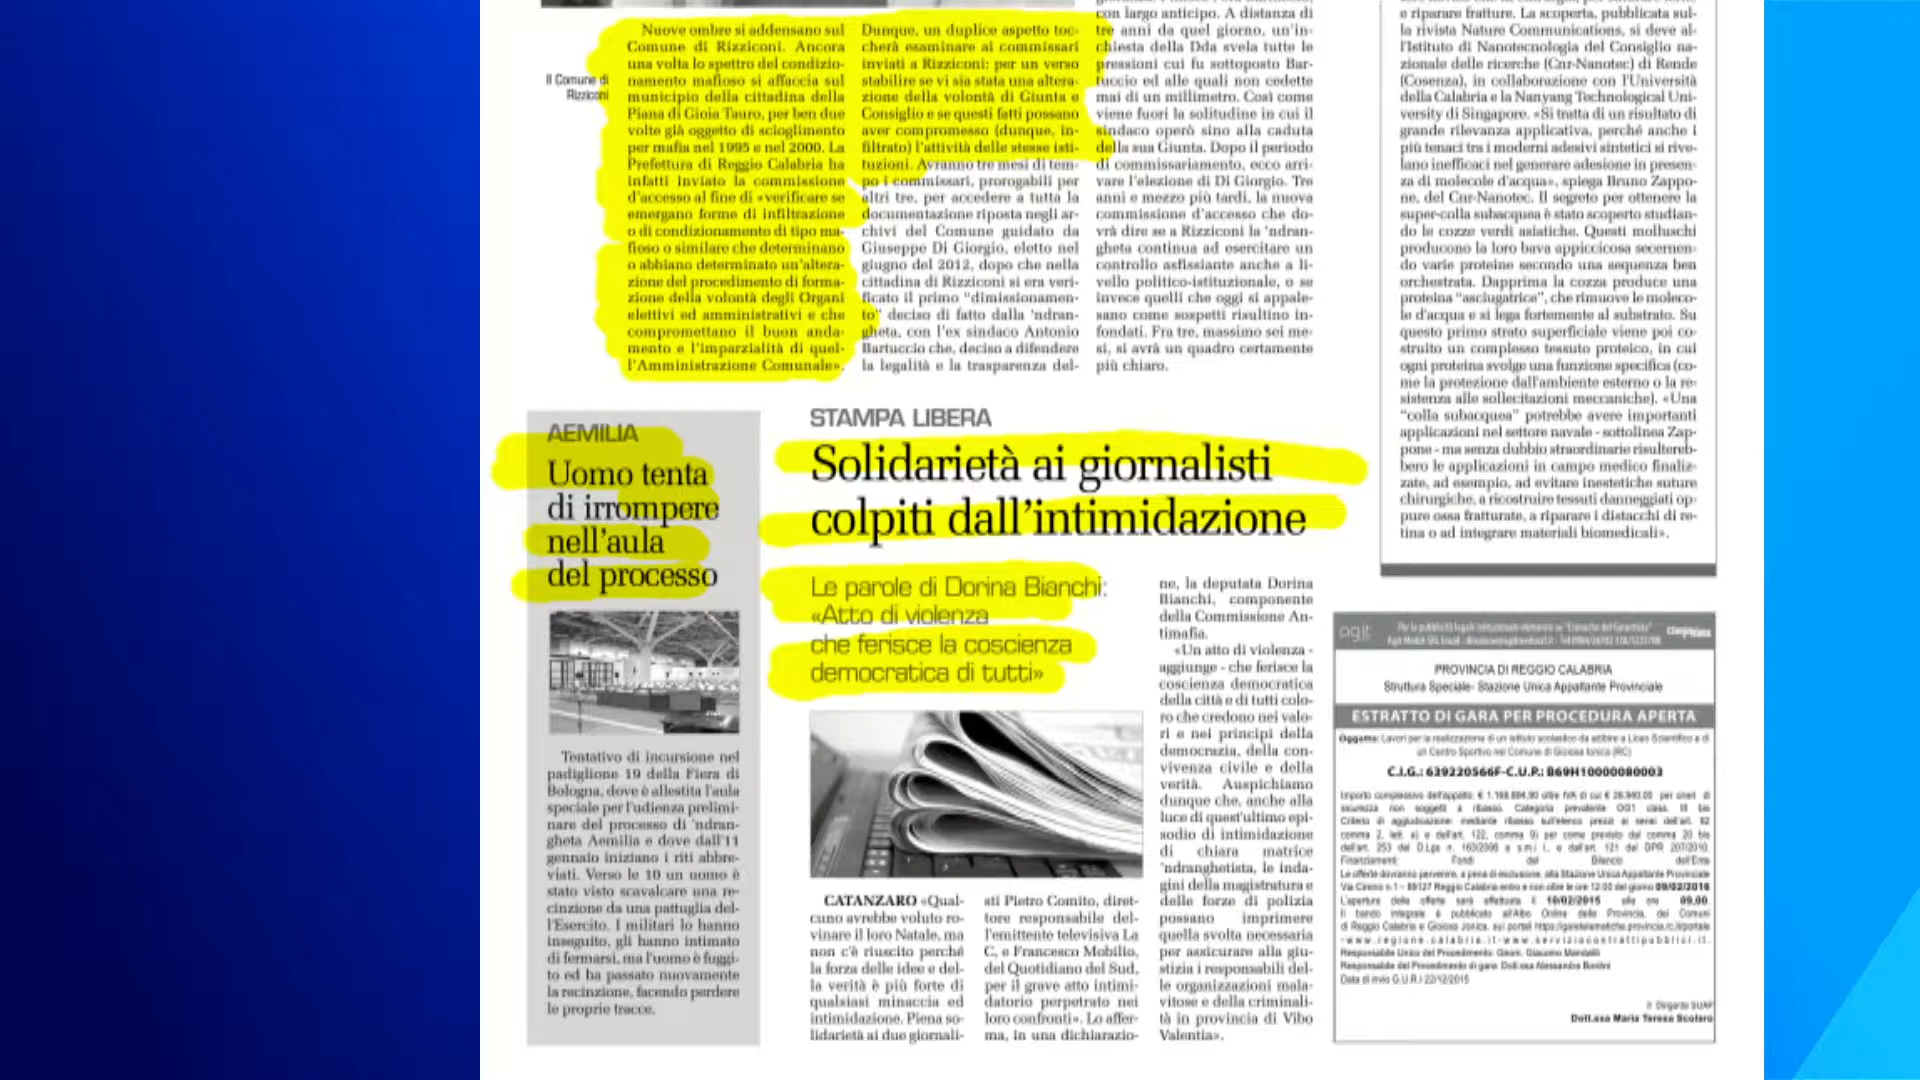 Il Comune di
Rizziconi
Nuove ombre si addensano sul
Comune di Rizziconi. Ancora
una volta lo spettro del condizio-
namento mafioso si affaccia sul
municipio della cittadina della
Piana di Gioia Tauro, per ben due
volte già oggetto di scioglimento
per mafia nel 1995 e nel 2000. La
Prefettura di Reggio Calabria ha
infatti inviato la commissione
d'accesso al fine di «verificare se
emergano forme di infiltrazione
o di condizionamento di tipo ma-
fioso o similare che determinano
o abbiano determinato un'altera-
zione del procedimento di forma-
zione della volontà degli Organi
elettivi ed amministrativi e che
compromettano il buon anda-
mento e l'imparzialità di quel-
l'Amministrazione Comunale».
Dunque, un duplice aspetto toc-
cherà esaminare ai commissari
inviati a Rizziconi: per un verso
stabilire se vi sia stata una altera-
zione della volontà di Giunta e
Consiglio e se questi fatti possano
aver compromesso (dunque, in-
filtrato) l'attività delle stesse isti-
tuzioni. Avranno tre mesi di tem-
po i commissari, prorogabili per
altri tre, per accedere a tutta la
documentazione riposta negli ar-
chivi del Comune guidato da
Giuseppe Di Giorgio, eletto nel
giugno del 2012, dopo che nella
cittadina di Rizziconi si era veri-
ficato il primo "dimissionamen-
to" deciso di fatto dalla 'ndran-
gheta, con l'ex sindaco Antonio
Bartuccio che, deciso a difendere
la legalità e la trasparenza del-
con largo anticipo. A distanza di
tre anni da quel giorno, un'in-
chiesta della Dda svela tutte le
pressioni cui fu sottoposto Bar-
tuccio ed alle quali non cedette
mai di un millimetro. Così come
viene fuori la solitudine in cui il
sindaco operò sino alla caduta
della sua Giunta. Dopo il periodo
di commissariamento, ecco arri-
vare l'elezione di Di Giorgio. Tre
anni e mezzo più tardi, la nuova
commissione d'accesso che do-
vrà dire se a Rizziconi la 'ndran-
gheta continua ad esercitare un
controllo asfissiante anche a li-
vello politico-istituzionale, o se
invece quelli che oggi si appale-
sano come sospetti risultino in-
fondati. Fra tre, massimo sei me-
si, si avrà un quadro certamente
più chiaro.
e riparare fratture. La scoperta, pubblicata sul-
la rivista Nature Communications, si deve al-
l'Istituto di Nanotecnologia del Consiglio na-
zionale delle ricerche (Cnr-Nanotec) di Rende
(Cosenza), in collaborazione con l'Università
della Calabria e la Nanyang Technological Uni-
versity di Singapore. «Si tratta di un risultato di
grande rilevanza applicativa, perché anche i
più tenaci tra i moderni adesivi sintetici si rive-
lano inefficaci nel generare adesione in presen-
za di molecole d'acqua», spiega Bruno Zappo-
ne, del Cnr-Nanotec. Il segreto per ottenere la
super-colla subacquea è stato scoperto studian-
do le cozze verdi asiatiche. Questi molluschi
producono la loro bava appiccicosa secernen-
do varie proteine secondo una sequenza ben
orchestrata. Dapprima la cozza produce una
proteina "asciugatrice", che rimuove le moleco-
le d'acqua e si lega fortemente al substrato. Su
questo primo strato superficiale viene poi co-
struito un complesso tessuto proteico, in cui
ogni proteina svolge una funzione specifica (co-
me la protezione dall'ambiente esterno o la re-
sistenza alle sollecitazioni meccaniche). «Una
"colla subacquea" potrebbe avere importanti
applicazioni nel settore navale - sottolinea Zap-
pone - ma senza dubbio straordinarie risultereb-
bero le applicazioni in campo medico finaliz-
zate, ad esempio, ad evitare inestetiche suture
chirurgiche, a ricostruire tessuti danneggiati op-
pure ossa fratturate, a riparare i distacchi di re-
tina o ad integrare materiali biomedicali».
AEMILIA
Uomo tenta
di irrompere
nell'aula
del processo
Tentativo di incursione nel
padiglione 19 della Fiera di
Bologna, dove è allestita l'aula
speciale per l'udienza prelimi-
nare del processo di 'ndran-
gheta Aemilia e dove dall'11
gennaio iniziano i riti abbre-
viati. Verso le 10 un uomo è
stato visto scavalcare una re-
cinzione da una pattuglia del-
l'Esercito. I militari lo hanno
inseguito, gli hanno intimato
di fermarsi, ma l'uomo è fuggi-
to ed ha passato nuovamente
la recinzione, facendo perdere
le proprie tracce.
STAMPA LIBERA
Solidarietà ai giornalisti
colpiti dall'intimidazione
Le parole di Dorina Bianchi:
«Atto di violenza
che ferisce la coscienza
democratica di tutti»
CATANZARO «Qual-
cuno avrebbe voluto ro-
vinare il loro Natale, ma
non c'è riuscito perché
la forza delle idee e del-
la verità è più forte di
qualsiasi minaccia ed
intimidazione. Piena so-
lidarietà ai due giornali-
sti Pietro Comito, diret-
tore responsabile del-
l'emittente televisiva La
C, e Francesco Mobilio,
del Quotidiano del Sud,
per il grave atto intimi-
datorio perpetrato nei
loro confronti». Lo affer-
ma, in una dichiarazio-
ne, la deputata Dorina
Bianchi, componente
della Commissione An-
timafia.
«Un atto di violenza -
aggiunge - che ferisce la
coscienza democratica
della città e di tutti colo-
ro che credono nei valo-
ri e nei principi della
democrazia, della con-
vivenza civile e della
verità. Auspichiamo
dunque che, anche alla
luce di quest'ultimo epi-
sodio di intimidazione
di chiara matrice
'ndranghetista, le inda-
gini della magistratura e
delle forze di polizia
possano imprimere
quella svolta necessaria
per assicurare alla giu-
stizia i responsabili del-
le organizzazioni mala-
vitose e della criminali-
tà in provincia di Vibo
Valentia».
agit
PROVINCIA DI REGGIO CALABRIA
Struttura Speciale- Stazione Unica Appaltante Provinciale
ESTRATTO DI GARA PER PROCEDURA APERTA
Oggetto: Lavori per la realizzazione di un istituto scolastico da adibire a Liceo Scientifico e di
un Centro Sportivo nel Comune di Gioiosa Ionica (RC)
C.I.G.: 639220566F-C.U.P.: B69H10000080003
Il Dirigente SUAP
Dott.ssa Maria Teresa Scolaro